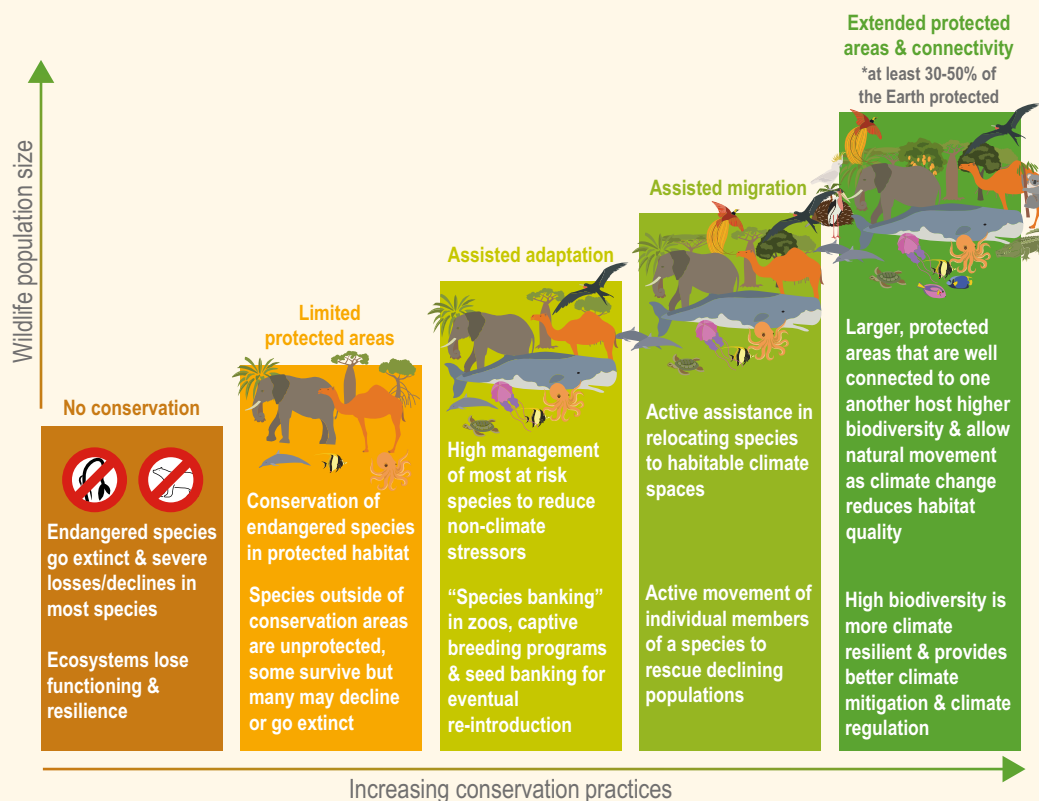 Extended protected
areas & connectivity
*at least 30-50% of
the Earth protected
Wildlife population size
Assisted migration
Assisted adaptation
Limited
protected areas
No conservation
Endangered species
go extinct & severe
losses/declines in
most species
Ecosystems lose
functioning &
resilience
Conservation of
endangered species
in protected habitat
Species outside of
conservation areas
are unprotected,
some survive but
many may decline
or go extinct
High management
of most at risk
species to reduce
non-climate
stressors
“Species banking”
in zoos, captive
breeding programs
& seed banking for
eventual
re-introduction
Active assistance in
relocating species
to habitable climate
spaces
Active movement of
individual members
of a species to
rescue declining
populations
Larger, protected
areas that are well
connected to one
another host higher
biodiversity & allow
natural movement
as climate change
reduces habitat
quality
High biodiversity is
more climate
resilient & provides
better climate
mitigation & climate
regulation
Increasing conservation practices